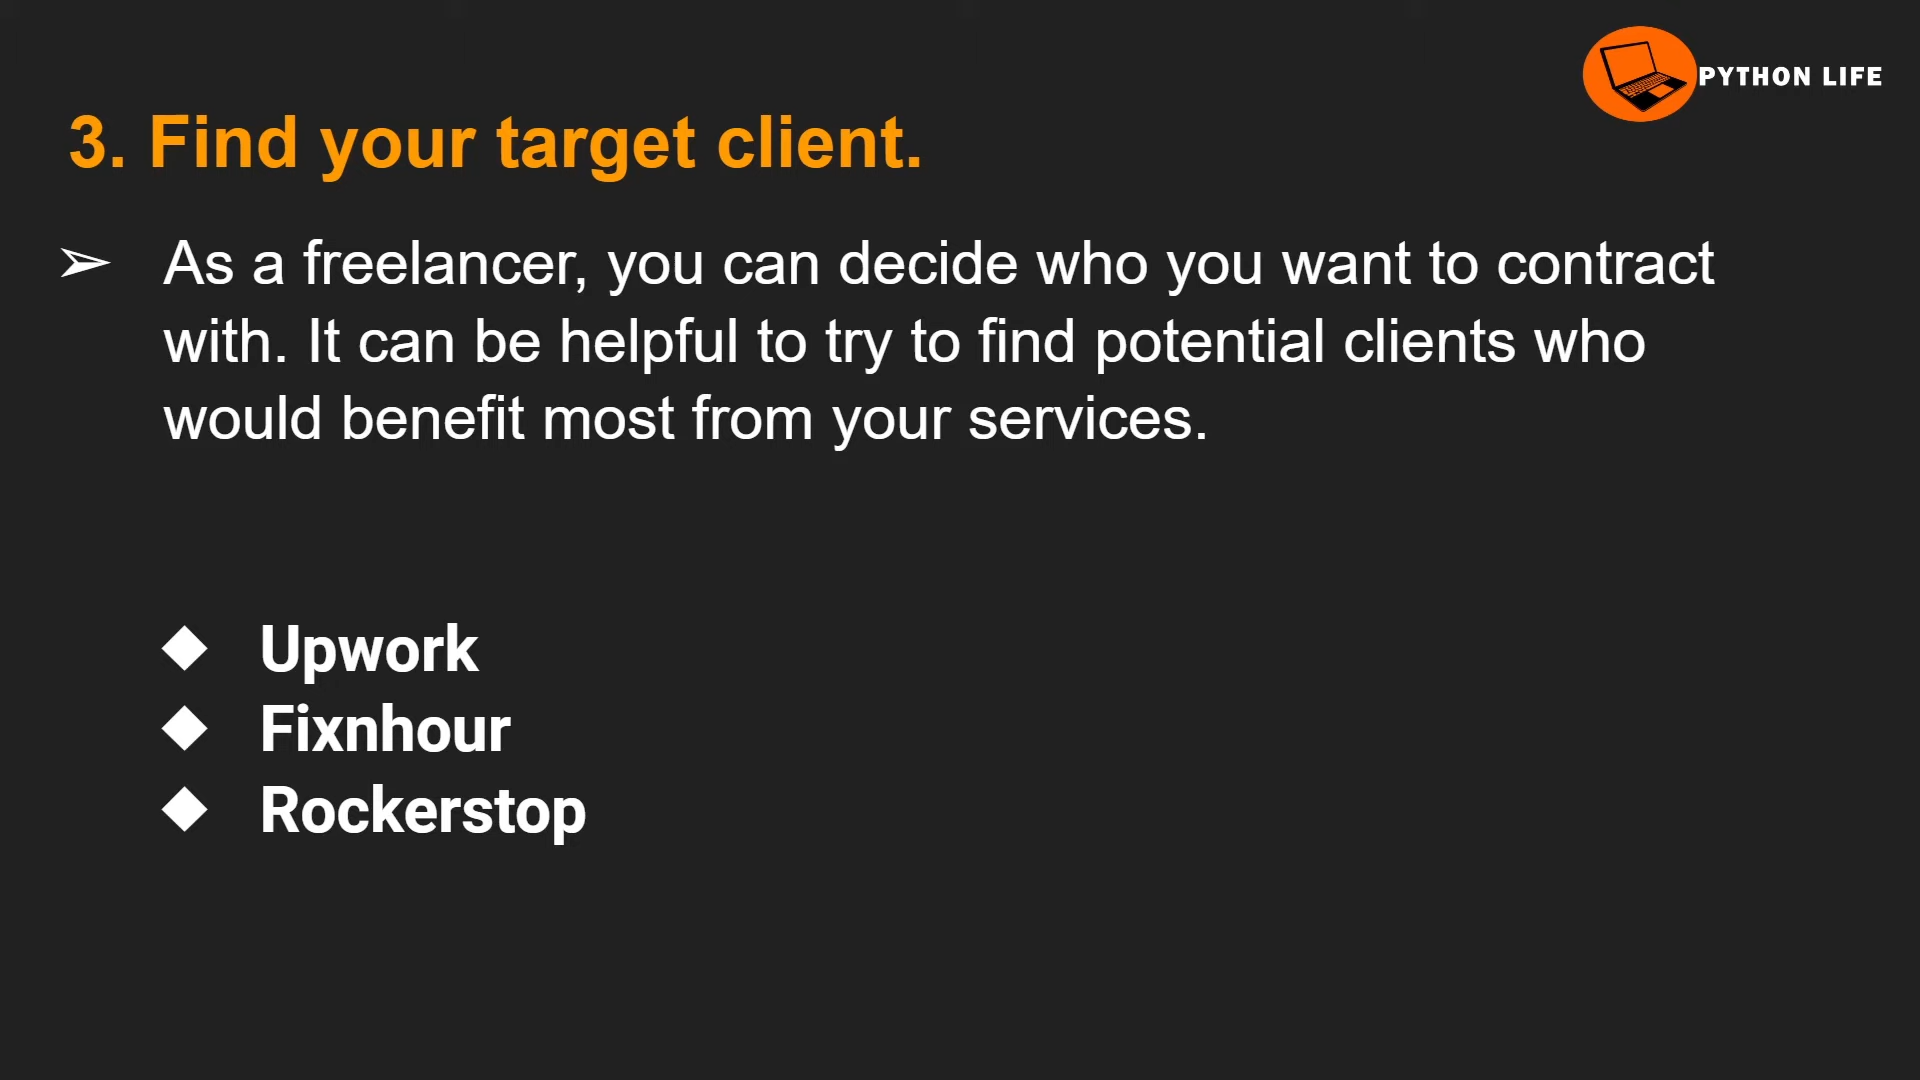 PYTHON LIFE
3. Find your target client.
➢ As a freelancer, you can decide who you want to contract
with. It can be helpful to try to find potential clients who
would benefit most from your services.
◆ Upwork
◆ Fixnhour
◆ Rockerstop